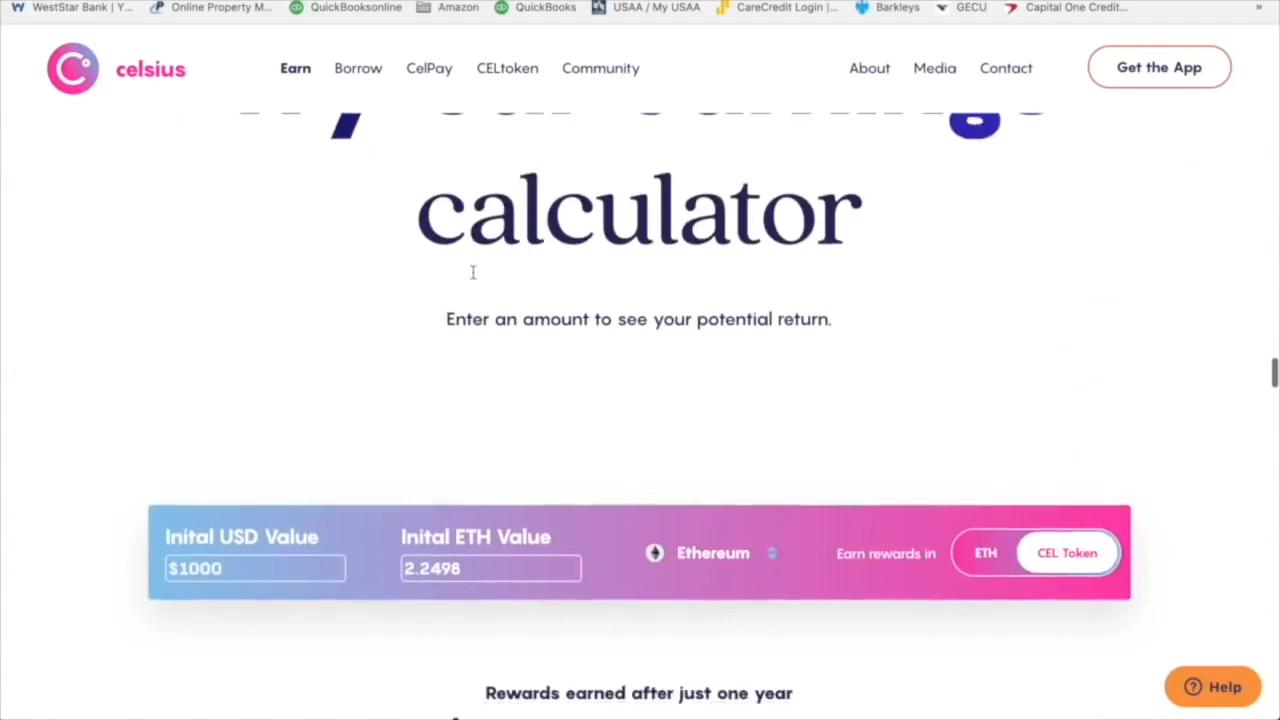 WestStar Bank | Y... Online Property M... QuickBooksonline Amazon QuickBooks USAA / My USAA CareCredit Login |... Barkleys GECU Capital One Credit... »
celsius Earn Borrow CelPay CELtoken Community About Media Contact Get the App
calculator
Enter an amount to see your potential return.
Inital USD Value Inital ETH Value
$1000 2.2498 Ethereum Earn rewards in ETH CEL Token
Rewards earned after just one year
Help